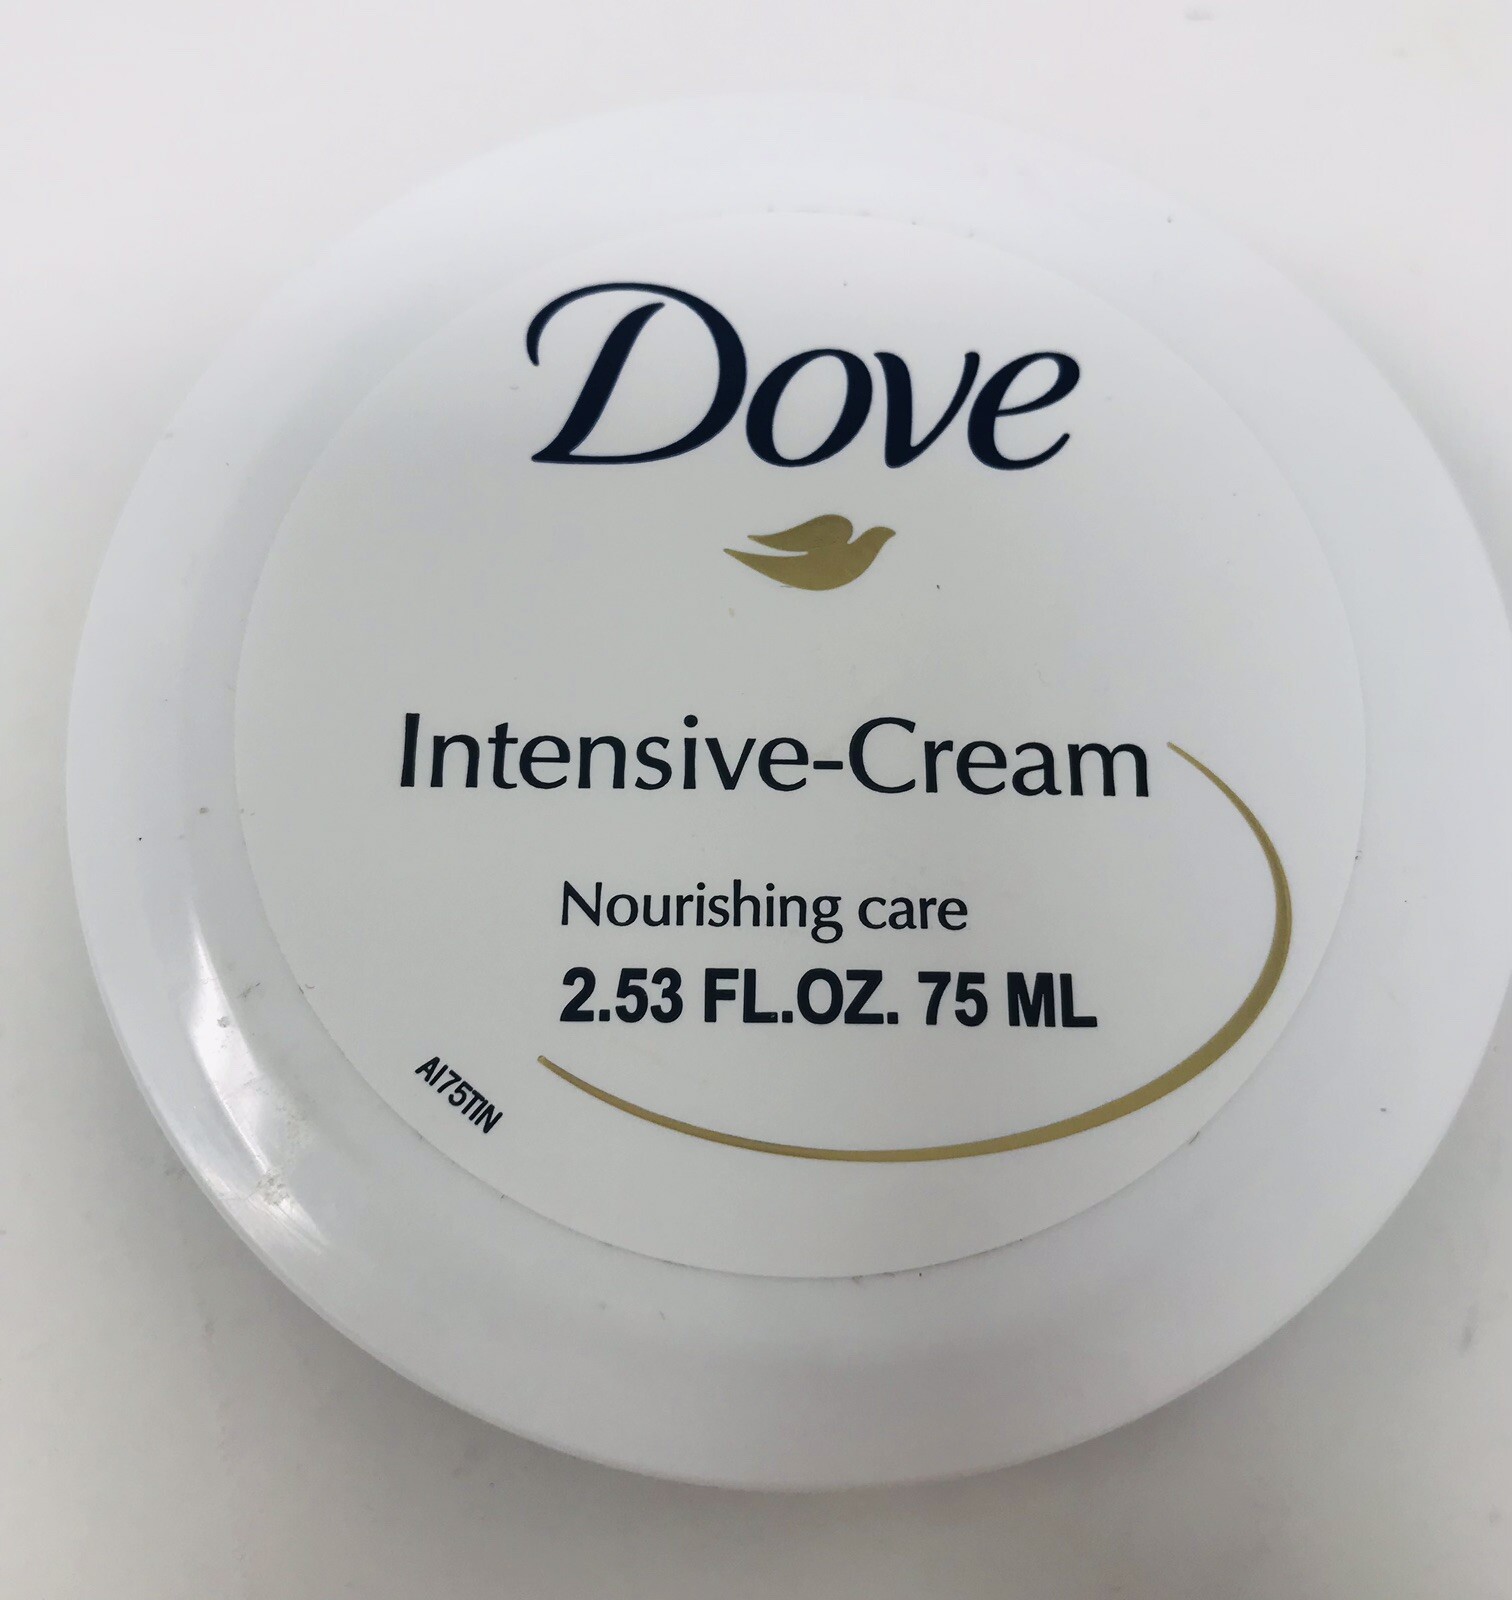 Dove
Intensive-Cream
Nourishing care
2.53 FL.OZ. 75 ML
AI75TIN